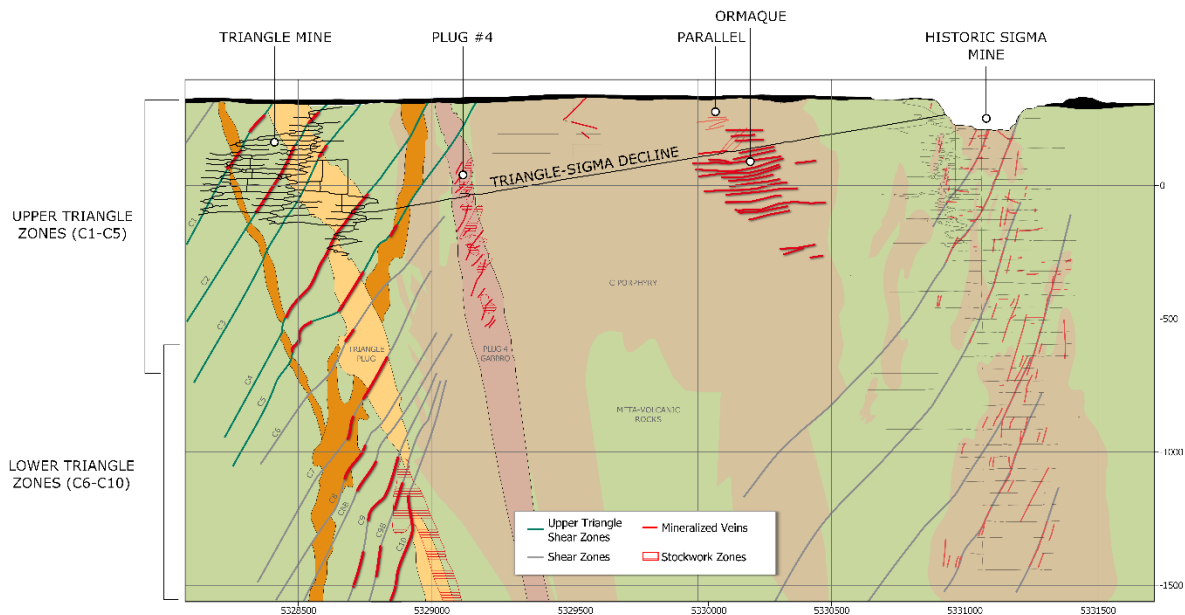 ORMAQUE
TRIANGLE MINE
PLUG #4
PARALLEL
HISTORIC SIGMA
MINE
TRIANGLE-SIGMA DECLINE
UPPER TRIANGLE
ZONES (C1-C5)
LOWER TRIANGLE
ZONES (C6-C10)
C1
C2
C3
C4
C5
C6
C7
C8
C9
C10
TRIANGLE
PLUG
PLUG 4
GABBRO
C PORPHYRY
META-VOLCANIC
ROCKS
0
-500
-1000
-1500
Upper Triangle
Shear Zones
Shear Zones
Mineralized Veins
Stockwork Zones
5328500
5329000
5329500
5330000
5330500
5331000
5331500